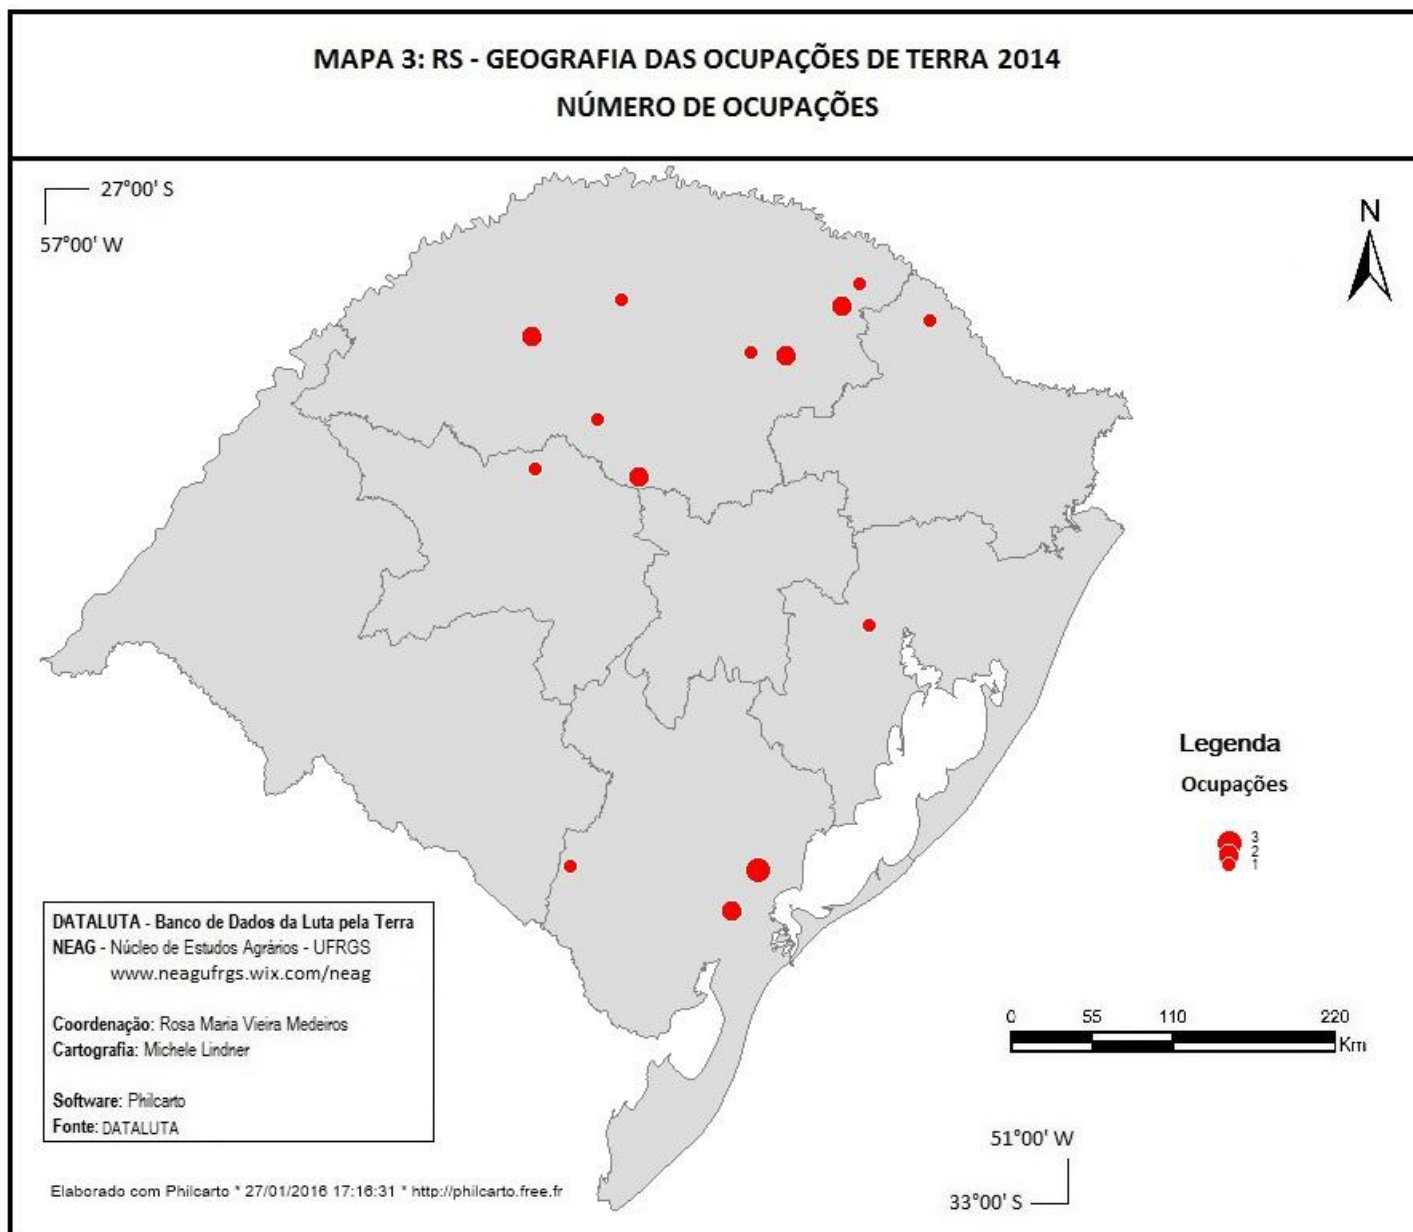 MAPA 3: RS - GEOGRAFIA DAS OCUPAÇÕES DE TERRA 2014
NÚMERO DE OCUPAÇÕES
27°00' S
57°00' W
N
Legenda
Ocupações
3
2
1
DATALUTA - Banco de Dados da Luta pela Terra
NEAG - Núcleo de Estudos Agrários - UFRGS
www.neagufrgs.wix.com/neag
Coordenação: Rosa Maria Vieira Medeiros
Cartografia: Michele Lindner
Software: Philcarto
Fonte: DATALUTA
0 55 110 220
Km
51°00' W
33°00' S
Elaborado com Philcarto * 27/01/2016 17:16:31 * http://philcarto.free.fr